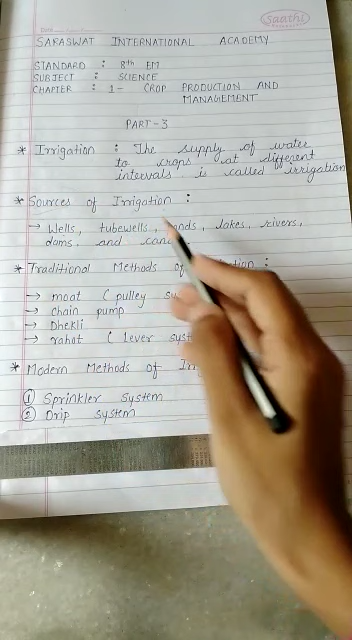 Saathi
Date
SARASWAT INTERNATIONAL ACADEMY
STANDARD : 8th EM
SUBJECT : SCIENCE
CHAPTER : 1- CROP PRODUCTION AND
MANAGEMENT
PART-3
* Irrigation : The supply of water
to crops at different
intervals is called irrigation
* Sources of Irrigation :
→ Wells, tubewells, ponds, lakes, rivers,
dams and
* Traditional Methods of :
→ moat (pulley
→ chain pump
→ Dhekli
→ rahat (Lever
* Modern Methods of
① Sprinkler System
② Drip system